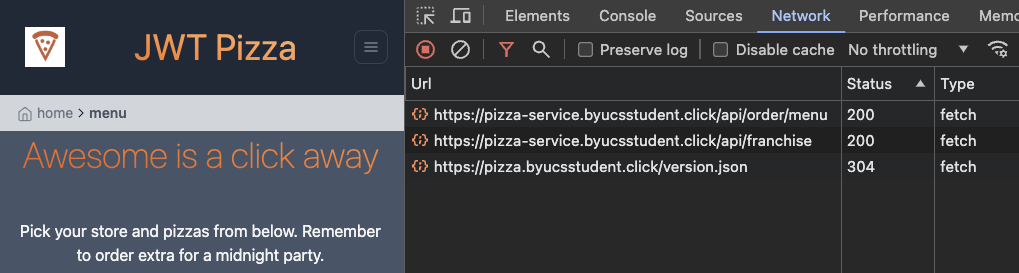 JWT Pizza
home > menu
Awesome is a click away
Pick your store and pizzas from below. Remember
to order extra for a midnight party.
Elements Console Sources Network Performance Memo
Preserve log Disable cache No throttling
Url Status Type
https://pizza-service.byucsstudent.click/api/order/menu 200 fetch
https://pizza-service.byucsstudent.click/api/franchise 200 fetch
https://pizza.byucsstudent.click/version.json 304 fetch